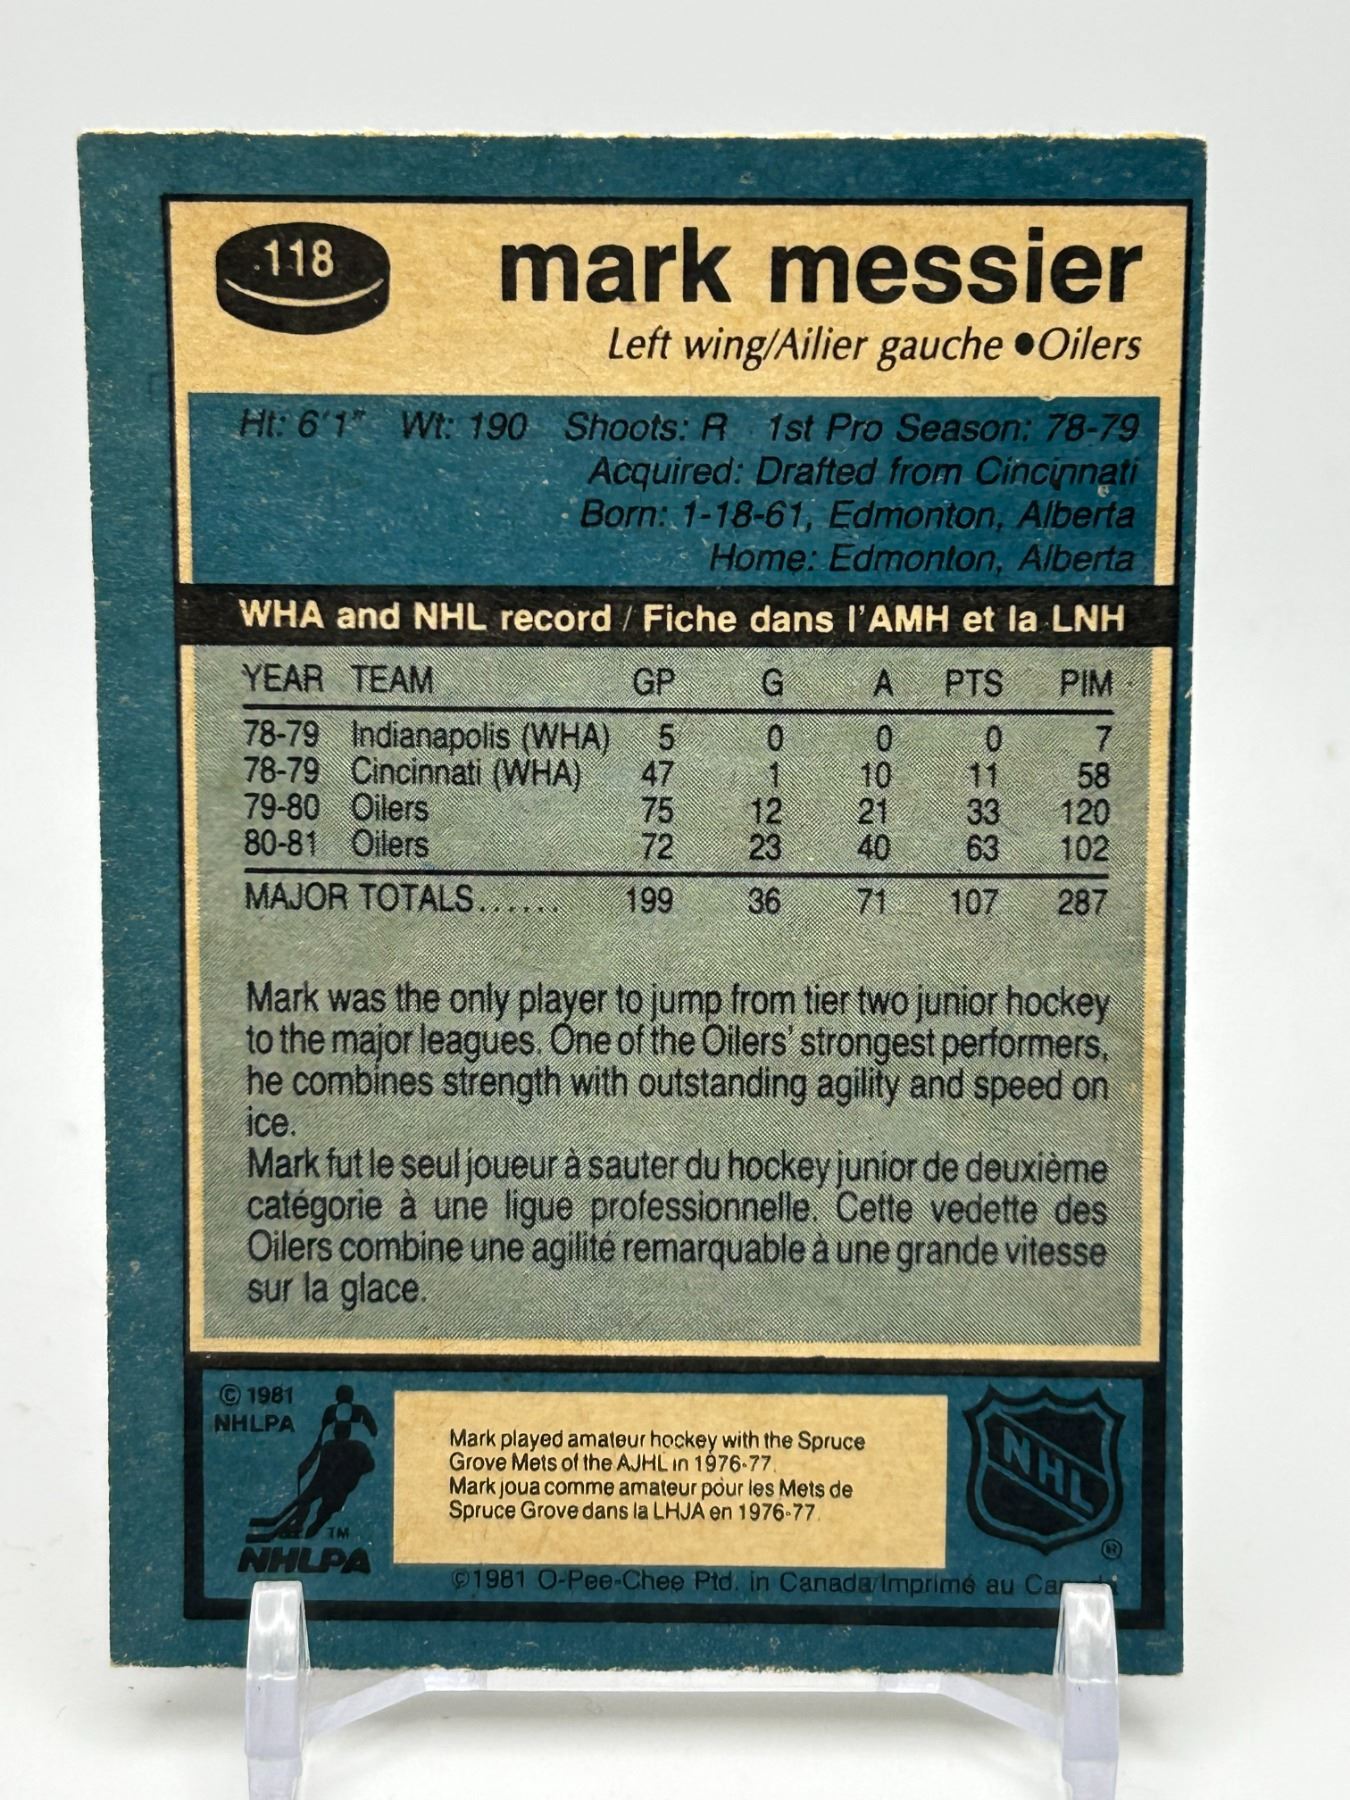 118
mark messier
Left wing/Ailier gauche ●Oilers
Ht: 6'1" Wt: 190 Shoots: R 1st Pro Season: 78-79
Acquired: Drafted from Cincinnati
Born: 1-18-61, Edmonton, Alberta
Home: Edmonton, Alberta
WHA and NHL record / Fiche dans l'AMH et la LNH
YEAR TEAM GP G A PTS PIM
78-79 Indianapolis (WHA) 5 0 0 0 7
78-79 Cincinnati (WHA) 47 1 10 11 58
79-80 Oilers 75 12 21 33 120
80-81 Oilers 72 23 40 63 102
MAJOR TOTALS...... 199 36 71 107 287
Mark was the only player to jump from tier two junior hockey
to the major leagues. One of the Oilers' strongest performers,
he combines strength with outstanding agility and speed on
ice.
Mark fut le seul joueur à sauter du hockey junior de deuxième
catégorie à une ligue professionnelle. Cette vedette des
Oilers combine une agilité remarquable à une grande vitesse
sur la glace.
© 1981
NHLPA
TM
NHLPA
Mark played amateur hockey with the Spruce
Grove Mets of the AJHL in 1976-77.
Mark joua comme amateur pour les Mets de
Spruce Grove dans la LHJA en 1976-77.
NHL
®
©1981 O-Pee-Chee Ptd. in Canada/Imprimé au